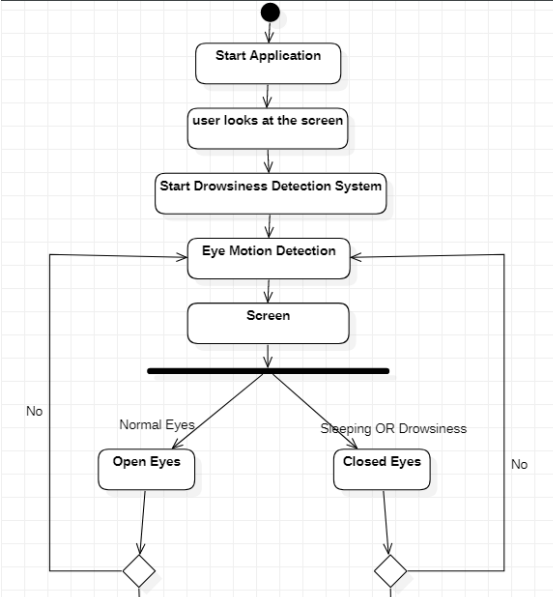 Start Application
user looks at the screen
Start Drowsiness Detection System
Eye Motion Detection
Screen
No
Normal Eyes
Sleeping OR Drowsiness
Open Eyes
Closed Eyes
No